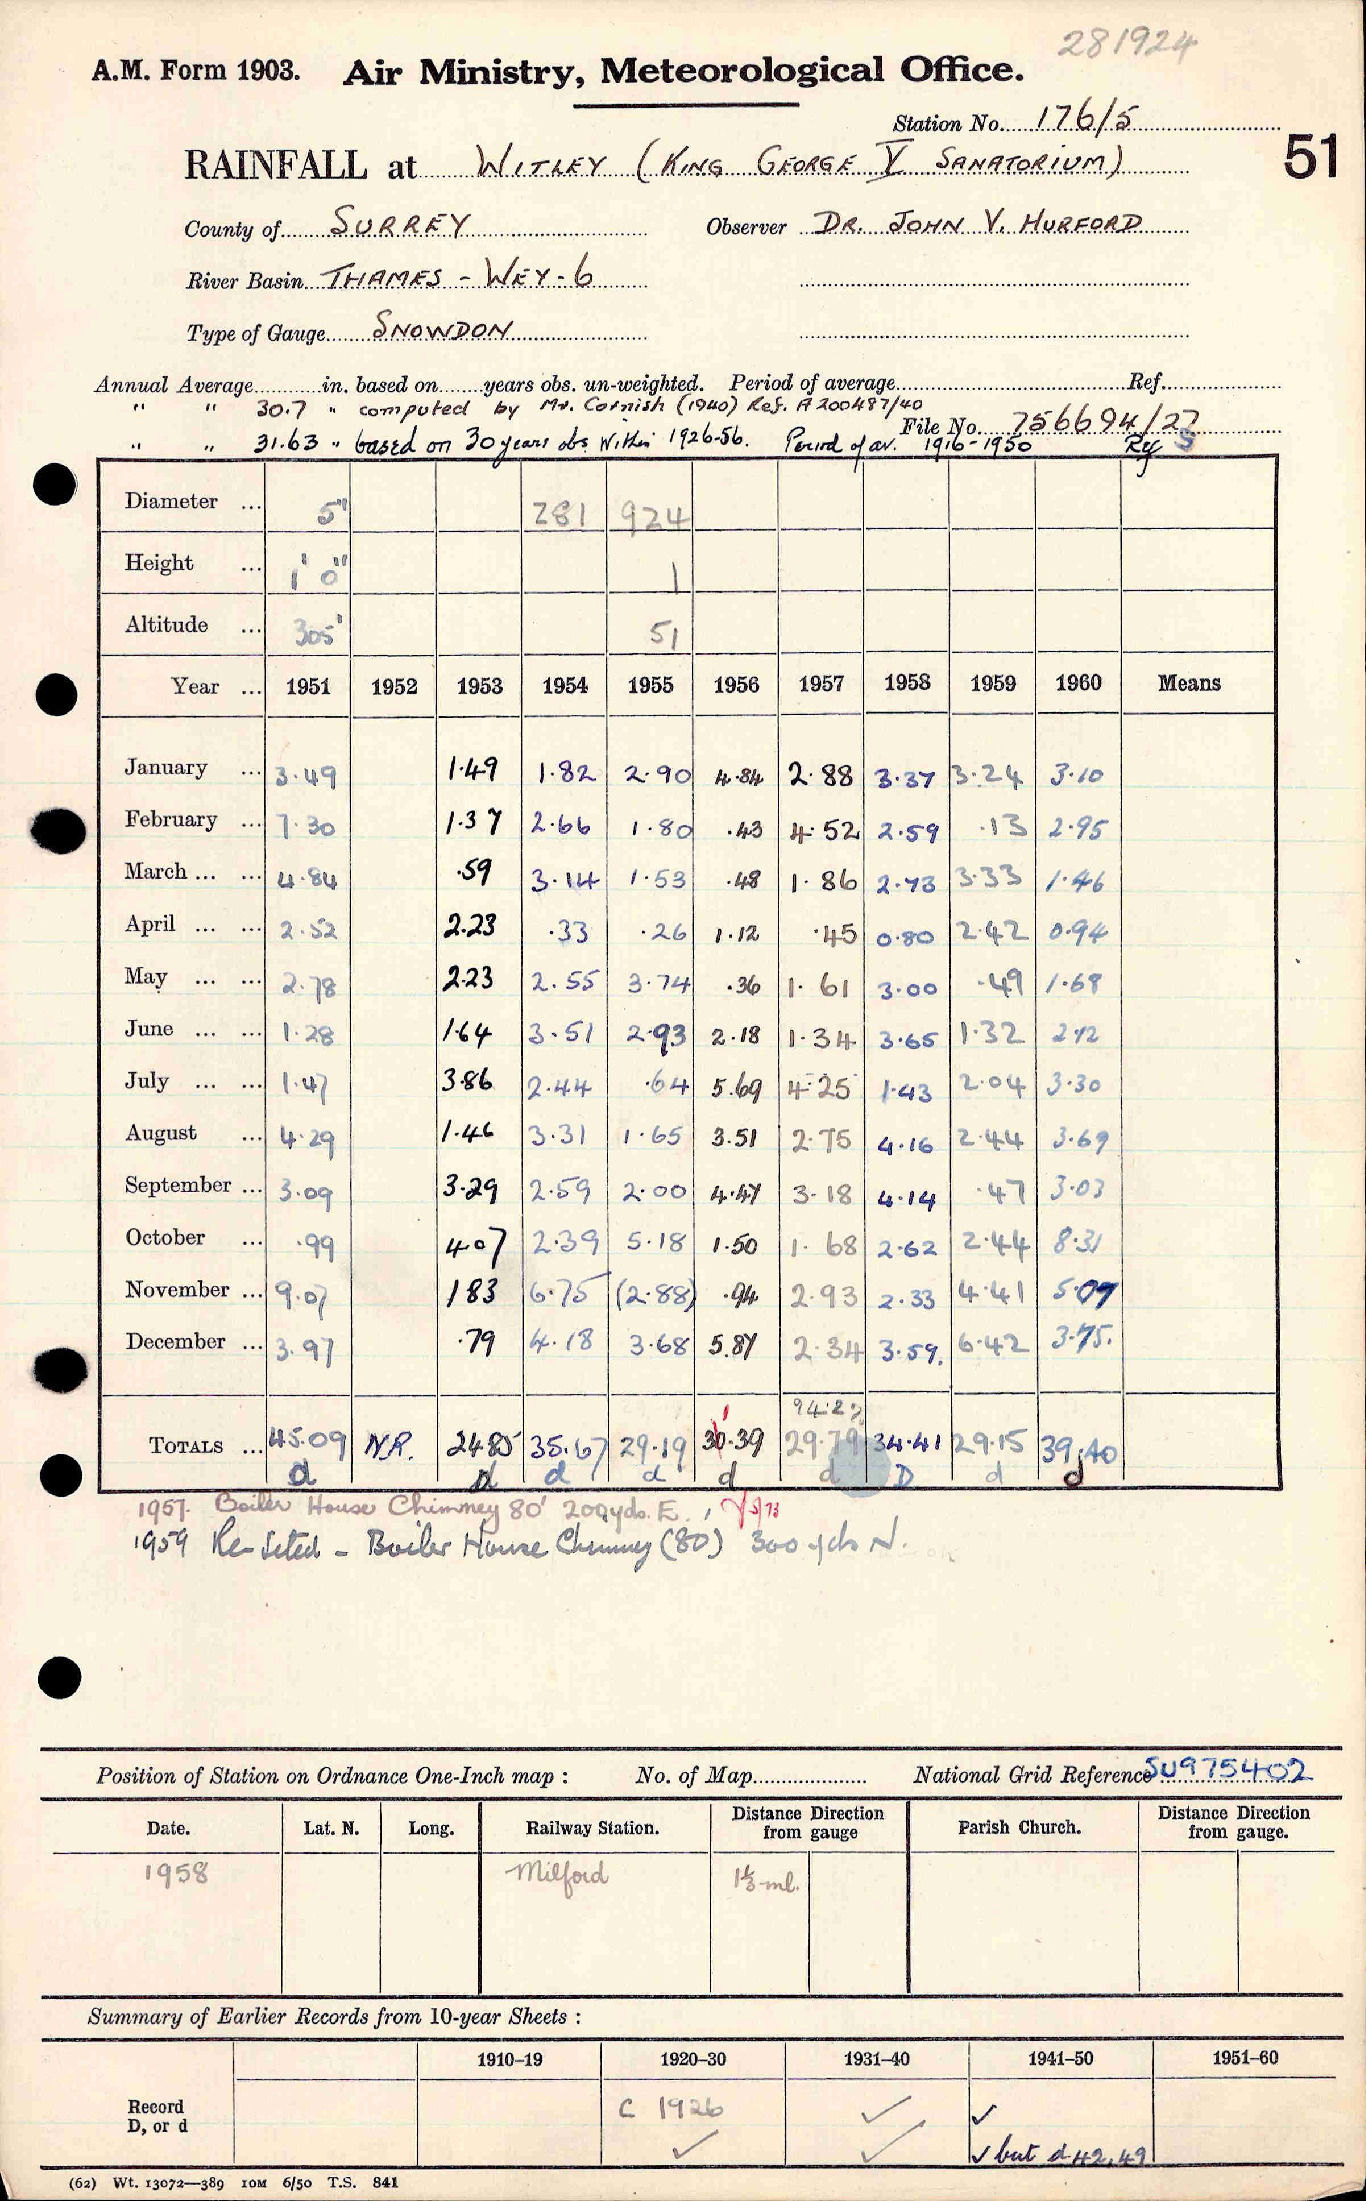 281924
A.M. Form 1903. Air Ministry, Meteorological Office.
Station No. 176/5
RAINFALL at WITLEY (KING GEORGE V SANATORIUM) 51
County of SURREY Observer DR. JOHN V. HURFORD
River Basin THAMES - WEY - 6
Type of Gauge SNOWDON
Annual Average in. based on years obs. un-weighted. Period of average Ref.
" " 30.7 " computed by Mr. Cornish (1940) Ref. A200487/40
File No. 756694/27
" " 31.63 " based on 30 years obs Within 1926-56. Period of av. 1916-1950 Ref S
Diameter ... 5" 281 924
Height ... 1' 0" 1
Altitude ... 305' 51
Year ... 1951 1952 1953 1954 1955 1956 1957 1958 1959 1960 Means
January ... 3.49 1.49 1.82 2.90 4.84 2.88 3.37 3.24 3.10
February ... 7.30 1.37 2.66 1.80 .43 4.52 2.59 .13 2.95
March ... ... 4.84 .59 3.14 1.53 .48 1.86 2.73 3.33 1.46
April ... ... 2.52 2.23 .33 .26 1.12 .45 0.80 2.42 0.94
May ... ... 2.78 2.23 2.55 3.74 .36 1.61 3.00 .49 1.68
June ... ... 1.28 1.64 3.51 2.93 2.18 1.34 3.65 1.32 2.12
July ... ... 1.47 3.86 2.44 .64 5.69 4.25 1.43 2.04 3.30
August ... 4.29 1.46 3.31 1.65 3.51 2.75 4.16 2.44 3.69
September ... 3.09 3.29 2.59 2.00 4.47 3.18 4.14 .47 3.03
October ... .99 4.07 2.39 5.18 1.50 1.68 2.62 2.44 8.31
November ... 9.07 1.83 6.75 (2.88) .94 2.93 2.33 4.41 5.07
December ... 3.97 .79 4.18 3.68 5.87 2.34 3.59. 6.42 3.75.
94.27
TOTALS ... 45.09 N.R. 24.85 35.67 29.19 31.39 29.79 34.41 29.15 39.40
d d d d d d D d d
1957. Boiler House Chimney 80' 200yds. E.
1959 Re-sited - Boiler House Chimney (80) 300 yds N.
Position of Station on Ordnance One-Inch map : No. of Map National Grid Reference SU975402
Date. Lat. N. Long. Railway Station. Distance Direction from gauge Parish Church. Distance Direction from gauge.
1958 Milford 1⅓ ml.
Summary of Earlier Records from 10-year Sheets :
1910-19 1920-30 1931-40 1941-50 1951-60
Record D, or d C 1926 ✓ ✓
✓ ✓ ✓ but d 42, 49
(62) Wt. 13072—389 10M 6/50 T.S. 841